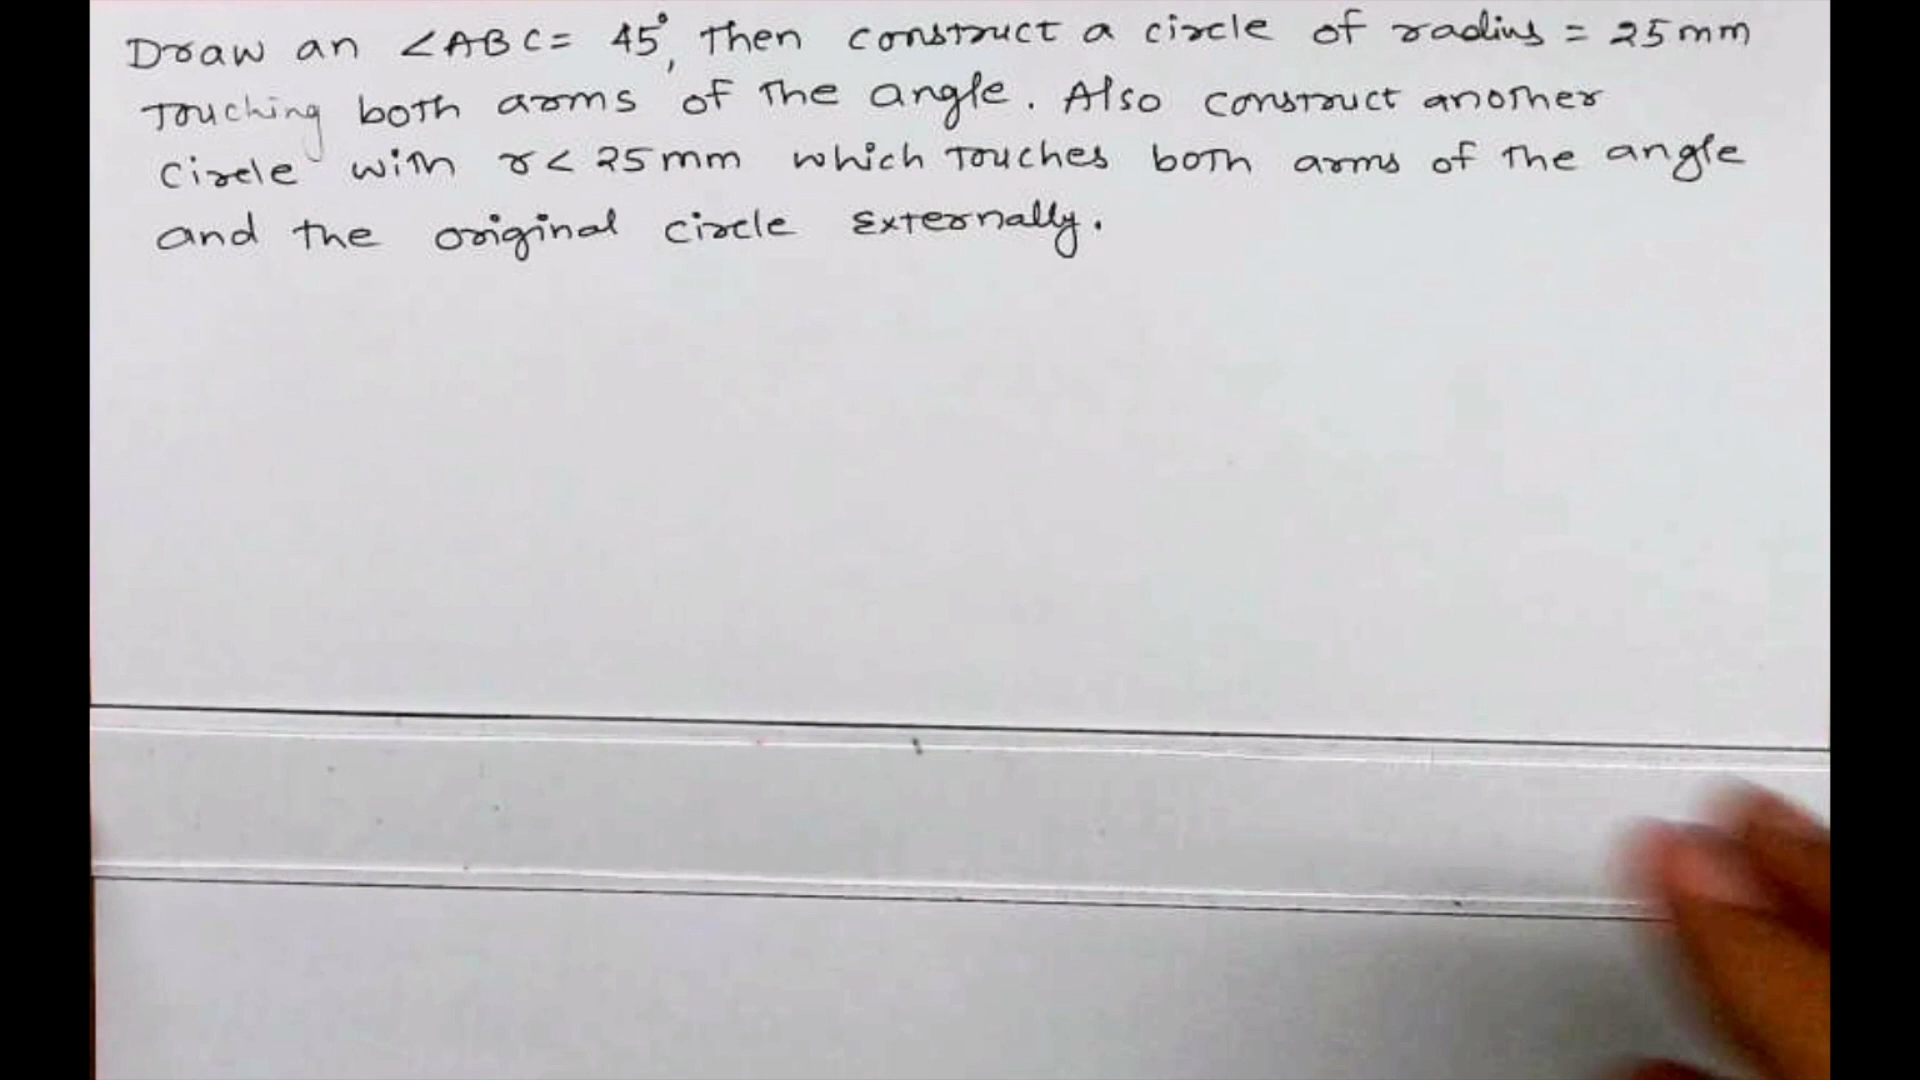 Draw an ∠ABC= 45°, Then construct a circle of radius = 25mm
Touching both arms of The angle. Also construct another
Circle with r< 25mm which Touches both arms of the angle
and the original circle Externally.